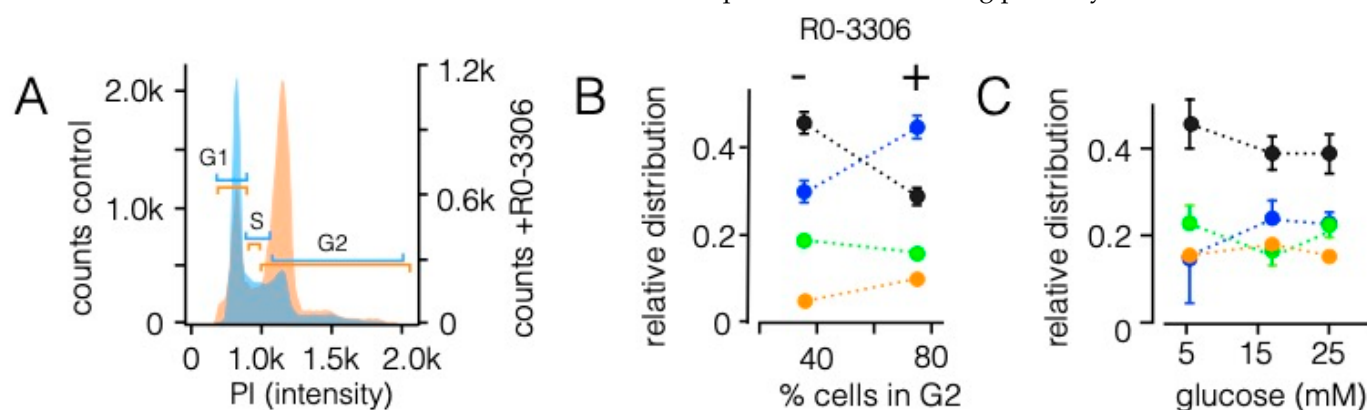 R0-3306
A
2.0k
1.0k
0
counts control
G1
S
G2
1.2k
0.6k
0
counts +R0-3306
0 1.0k 1.5k 2.0k
PI (intensity)
B
- +
relative distribution
0.4
0.2
0
40 80
% cells in G2
C
relative distribution
0.4
0.2
0
5 15 25
glucose (mM)